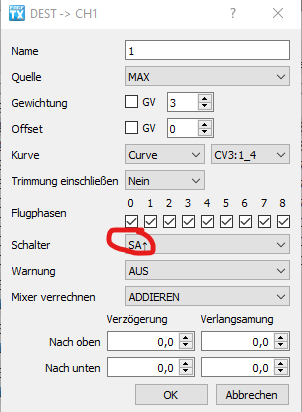 DEST -> CH1
Name 1
Quelle MAX
Gewichtung GV 3
Offset GV 0
Kurve Curve CV3:1_4
Trimmung einschließen Nein
0 1 2 3 4 5 6 7 8
Flugphasen
Schalter SA↑
Warnung AUS
Mixer verrechnen ADDIEREN
Verzögerung Verlangsamung
Nach oben 0,0 0,0
Nach unten 0,0 0,0
OK Abbrechen